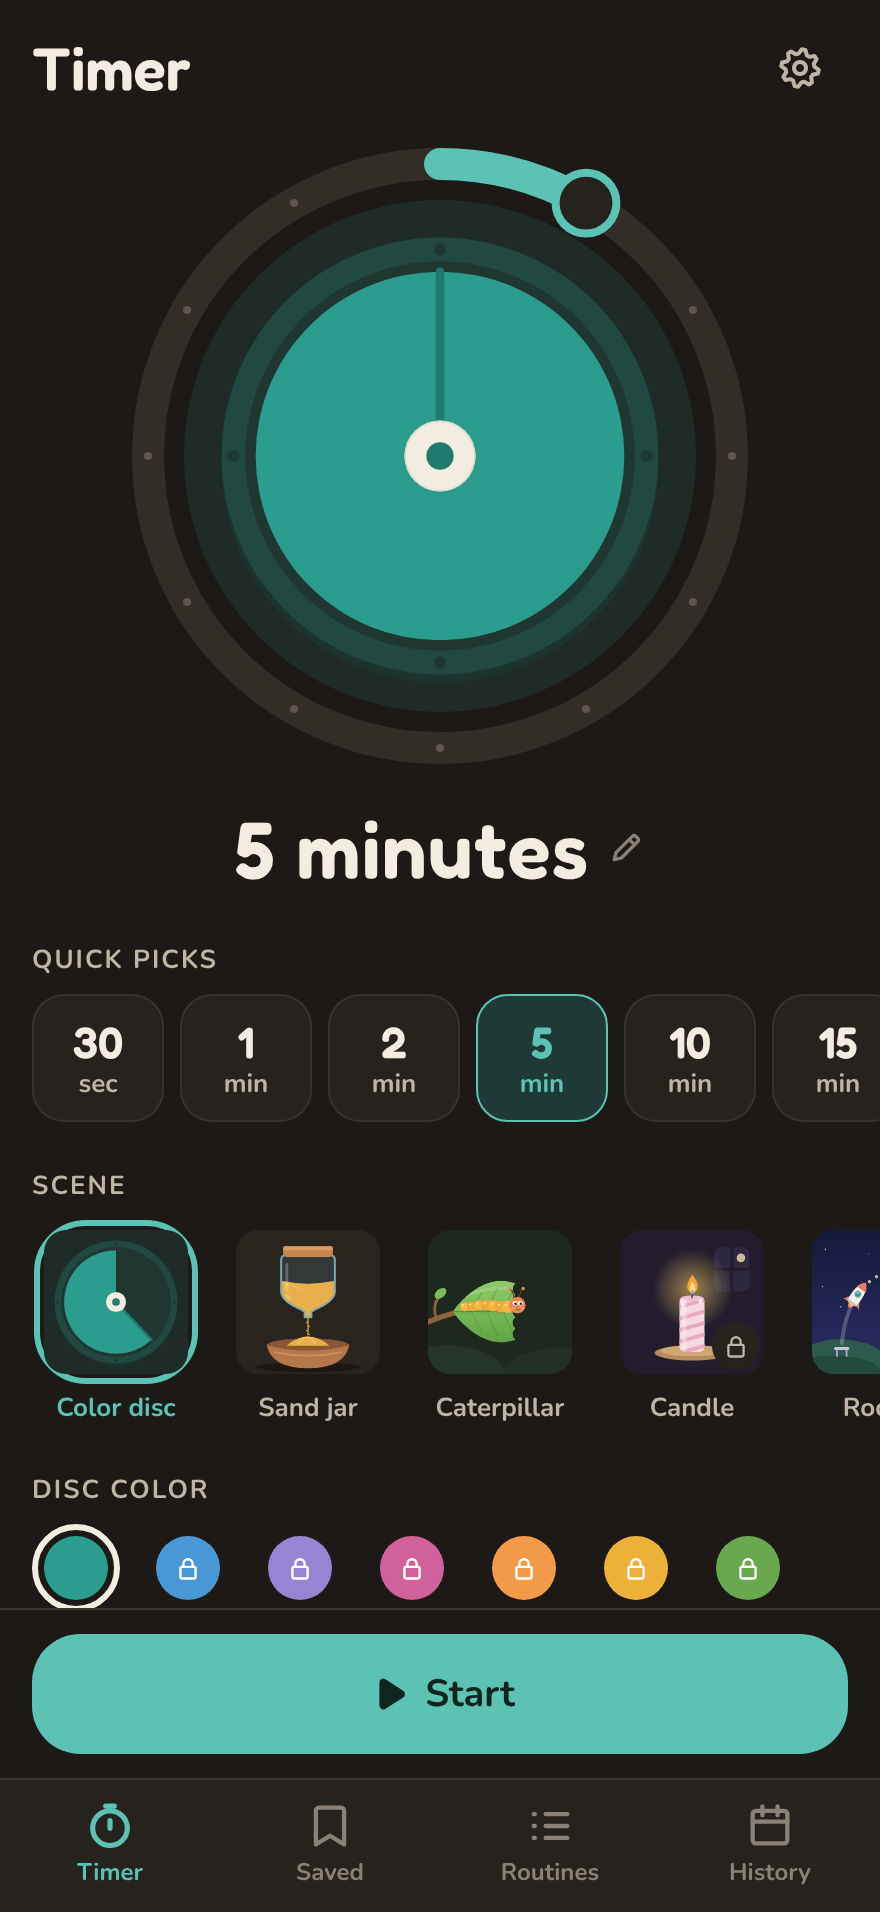 Timer
5 minutes
QUICK PICKS
30 sec
1 min
2 min
5 min
10 min
15 min
SCENE
Color disc
Sand jar
Caterpillar
Candle
DISC COLOR
Start
Timer
Saved
Routines
History